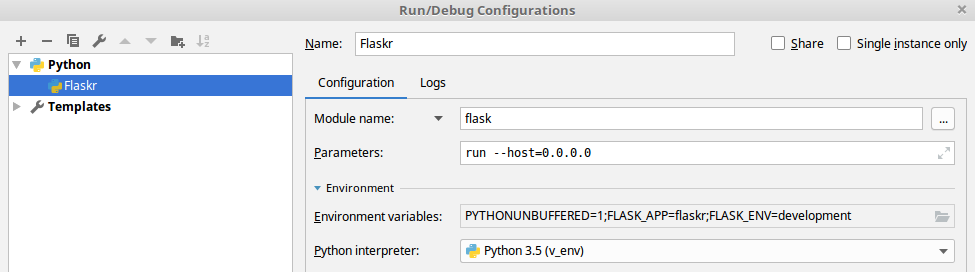 Run/Debug Configurations
Name: Flaskr Share Single instance only
Python
Flaskr
Templates
Configuration Logs
Module name: flask ...
Parameters: run --host=0.0.0.0
Environment
Environment variables: PYTHONUNBUFFERED=1;FLASK_APP=flaskr;FLASK_ENV=development
Python interpreter: Python 3.5 (v_env)